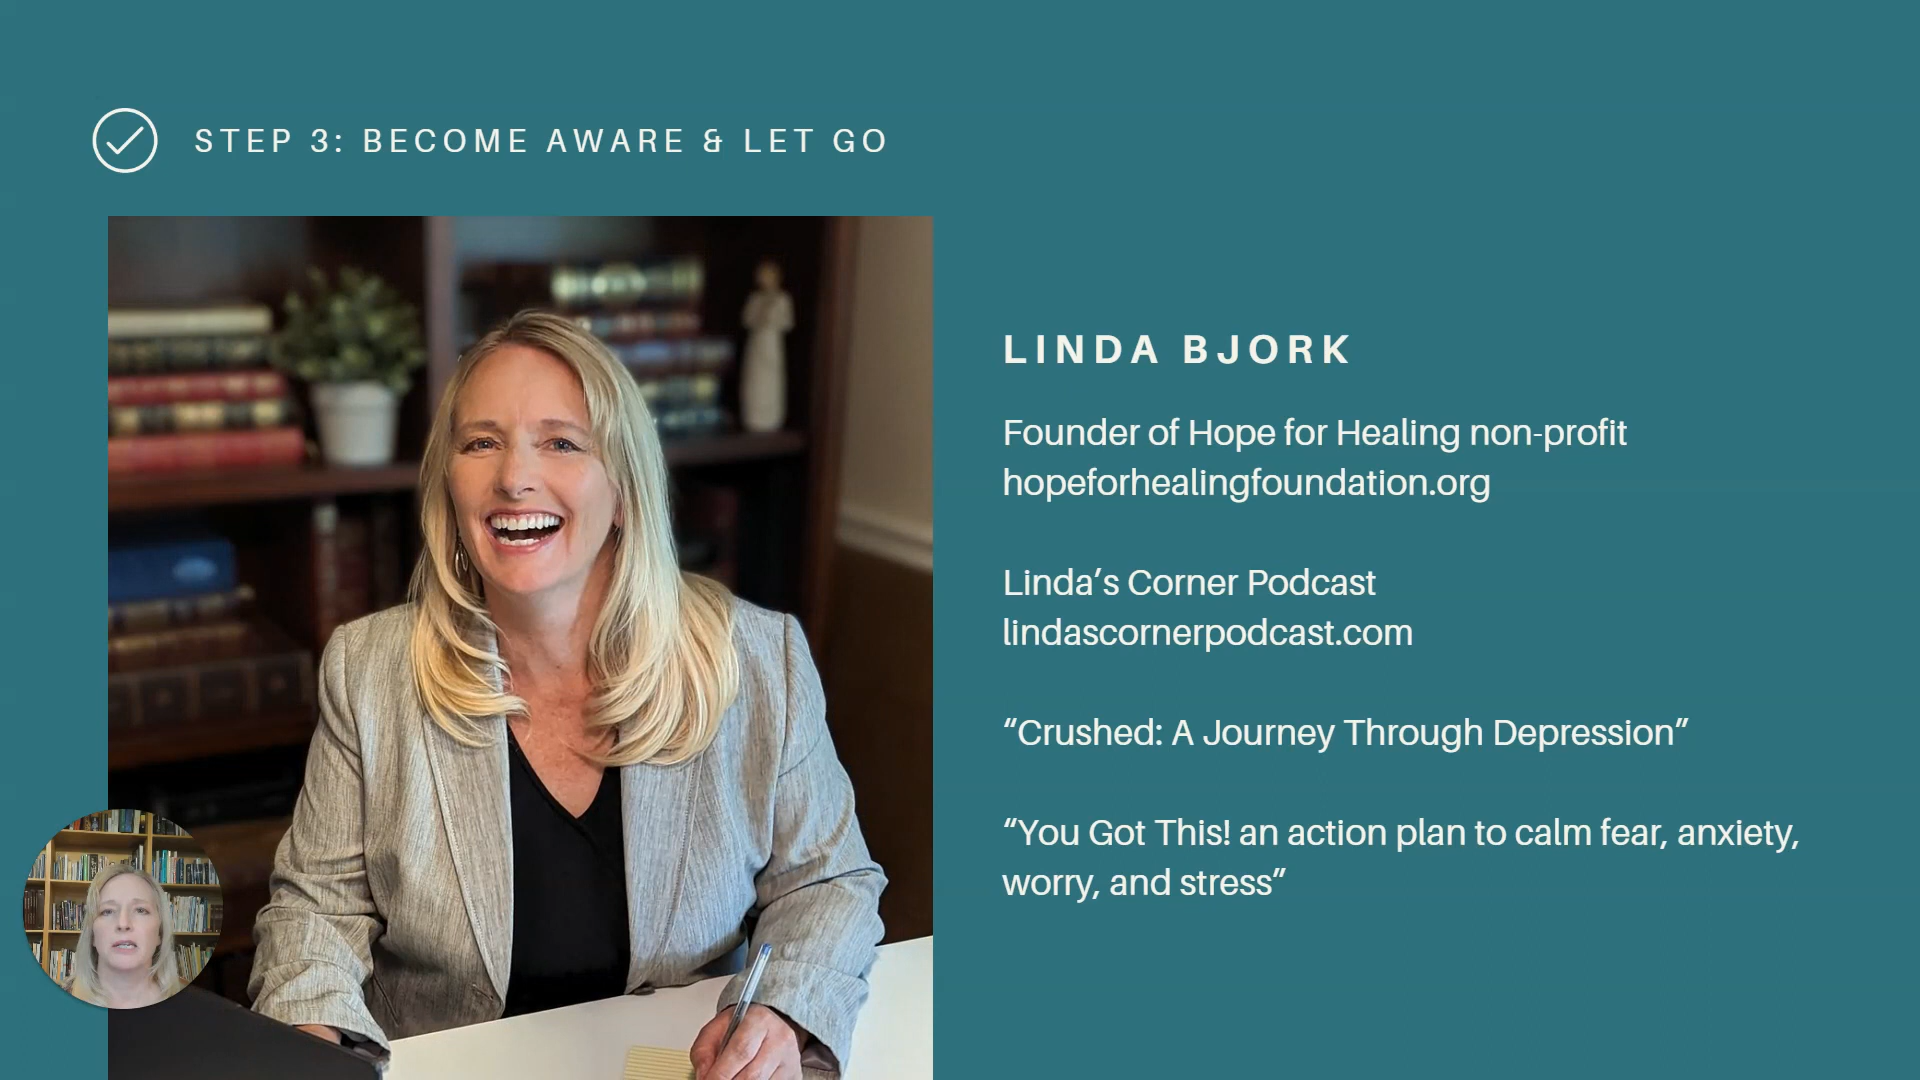 STEP 3: BECOME AWARE & LET GO
LINDA BJORK
Founder of Hope for Healing non-profit
hopeforhealingfoundation.org
Linda’s Corner Podcast
lindascornerpodcast.com
“Crushed: A Journey Through Depression”
“You Got This! an action plan to calm fear, anxiety,
worry, and stress”